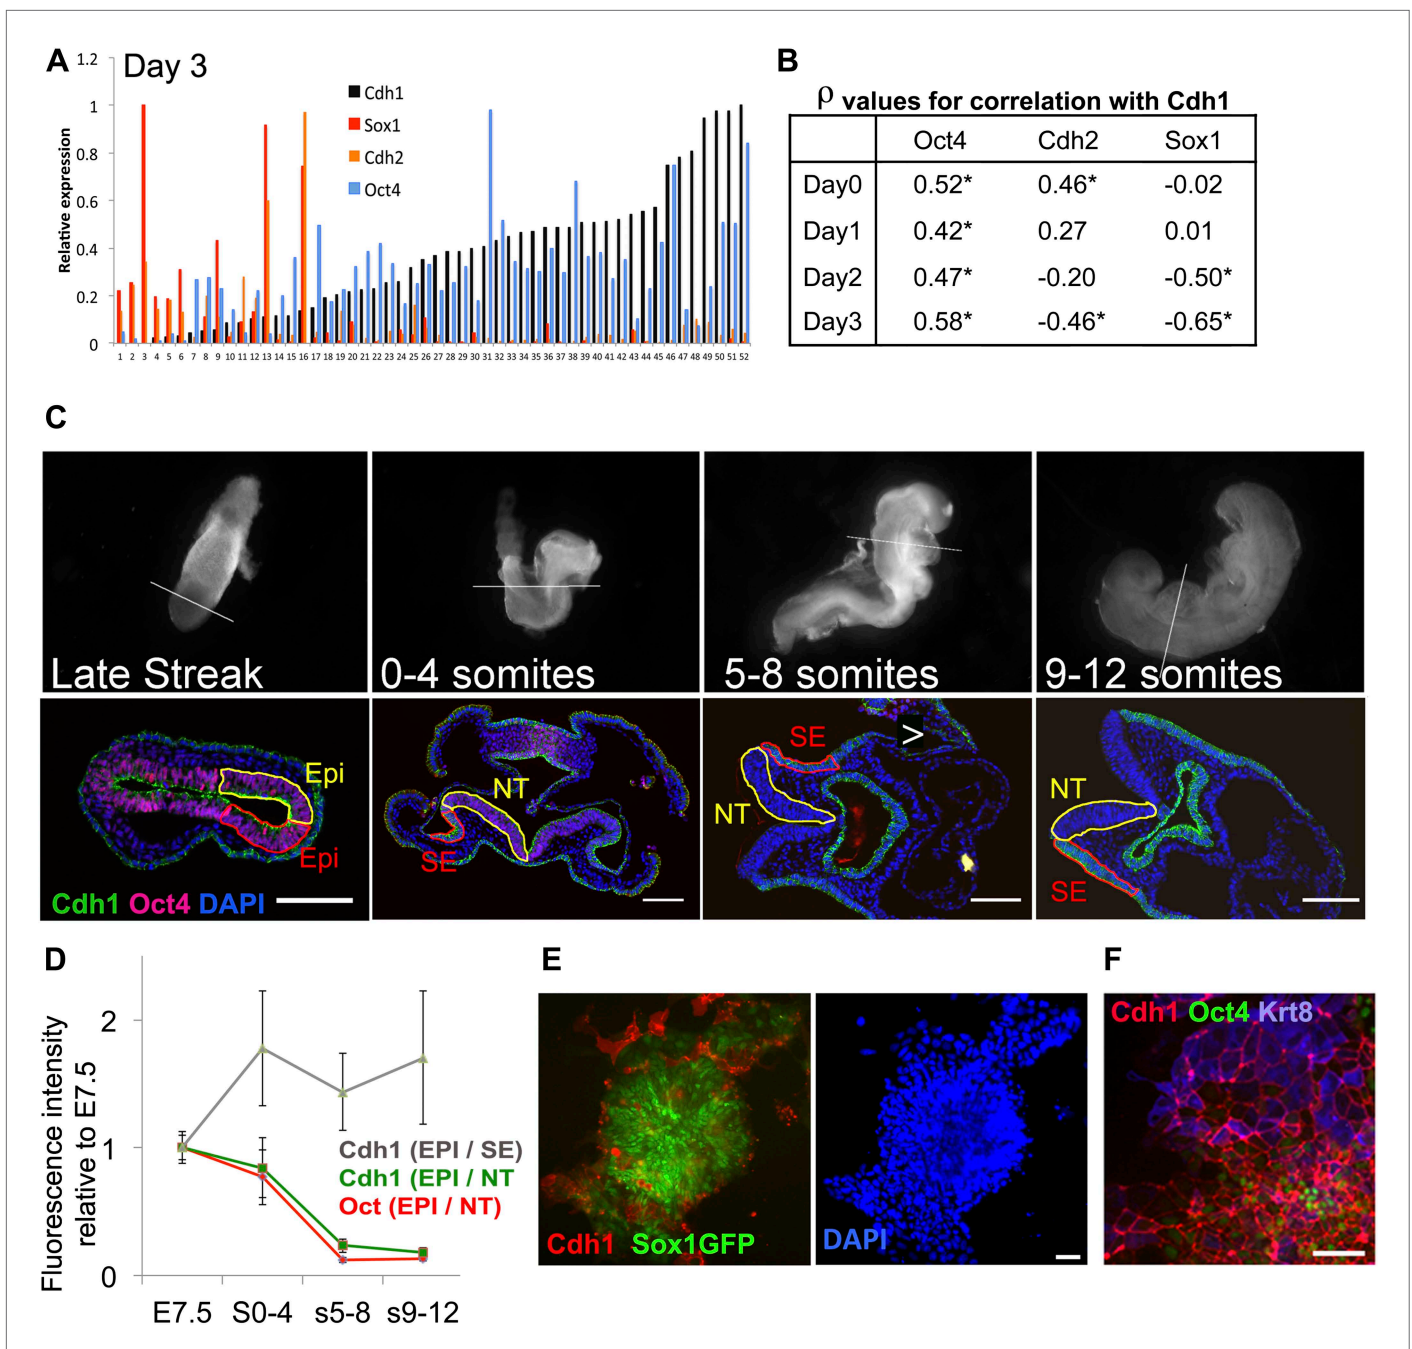 A
Day 3
Relative expression
1.2
1
0.8
0.6
0.4
0.2
0
Cdh1
Sox1
Cdh2
Oct4
1 2 3 4 5 6 7 8 9 10 11 12 13 14 15 16 17 18 19 20 21 22 23 24 25 26 27 28 29 30 31 32 33 34 35 36 37 38 39 40 41 42 43 44 45 46 47 48 49 50 51 52
B
ρ values for correlation with Cdh1
Oct4 Cdh2 Sox1
Day0 0.52* 0.46* -0.02
Day1 0.42* 0.27 0.01
Day2 0.47* -0.20 -0.50*
Day3 0.58* -0.46* -0.65*
C
Late Streak
0-4 somites
5-8 somites
9-12 somites
Epi
Epi
Cdh1 Oct4 DAPI
NT
SE
SE
NT
>
NT
SE
D
Fluorescence intensity
relative to E7.5
2
1
0
Cdh1 (EPI / SE)
Cdh1 (EPI / NT
Oct (EPI / NT)
E7.5 S0-4 s5-8 s9-12
E
Cdh1 Sox1GFP
DAPI
F
Cdh1 Oct4 Krt8